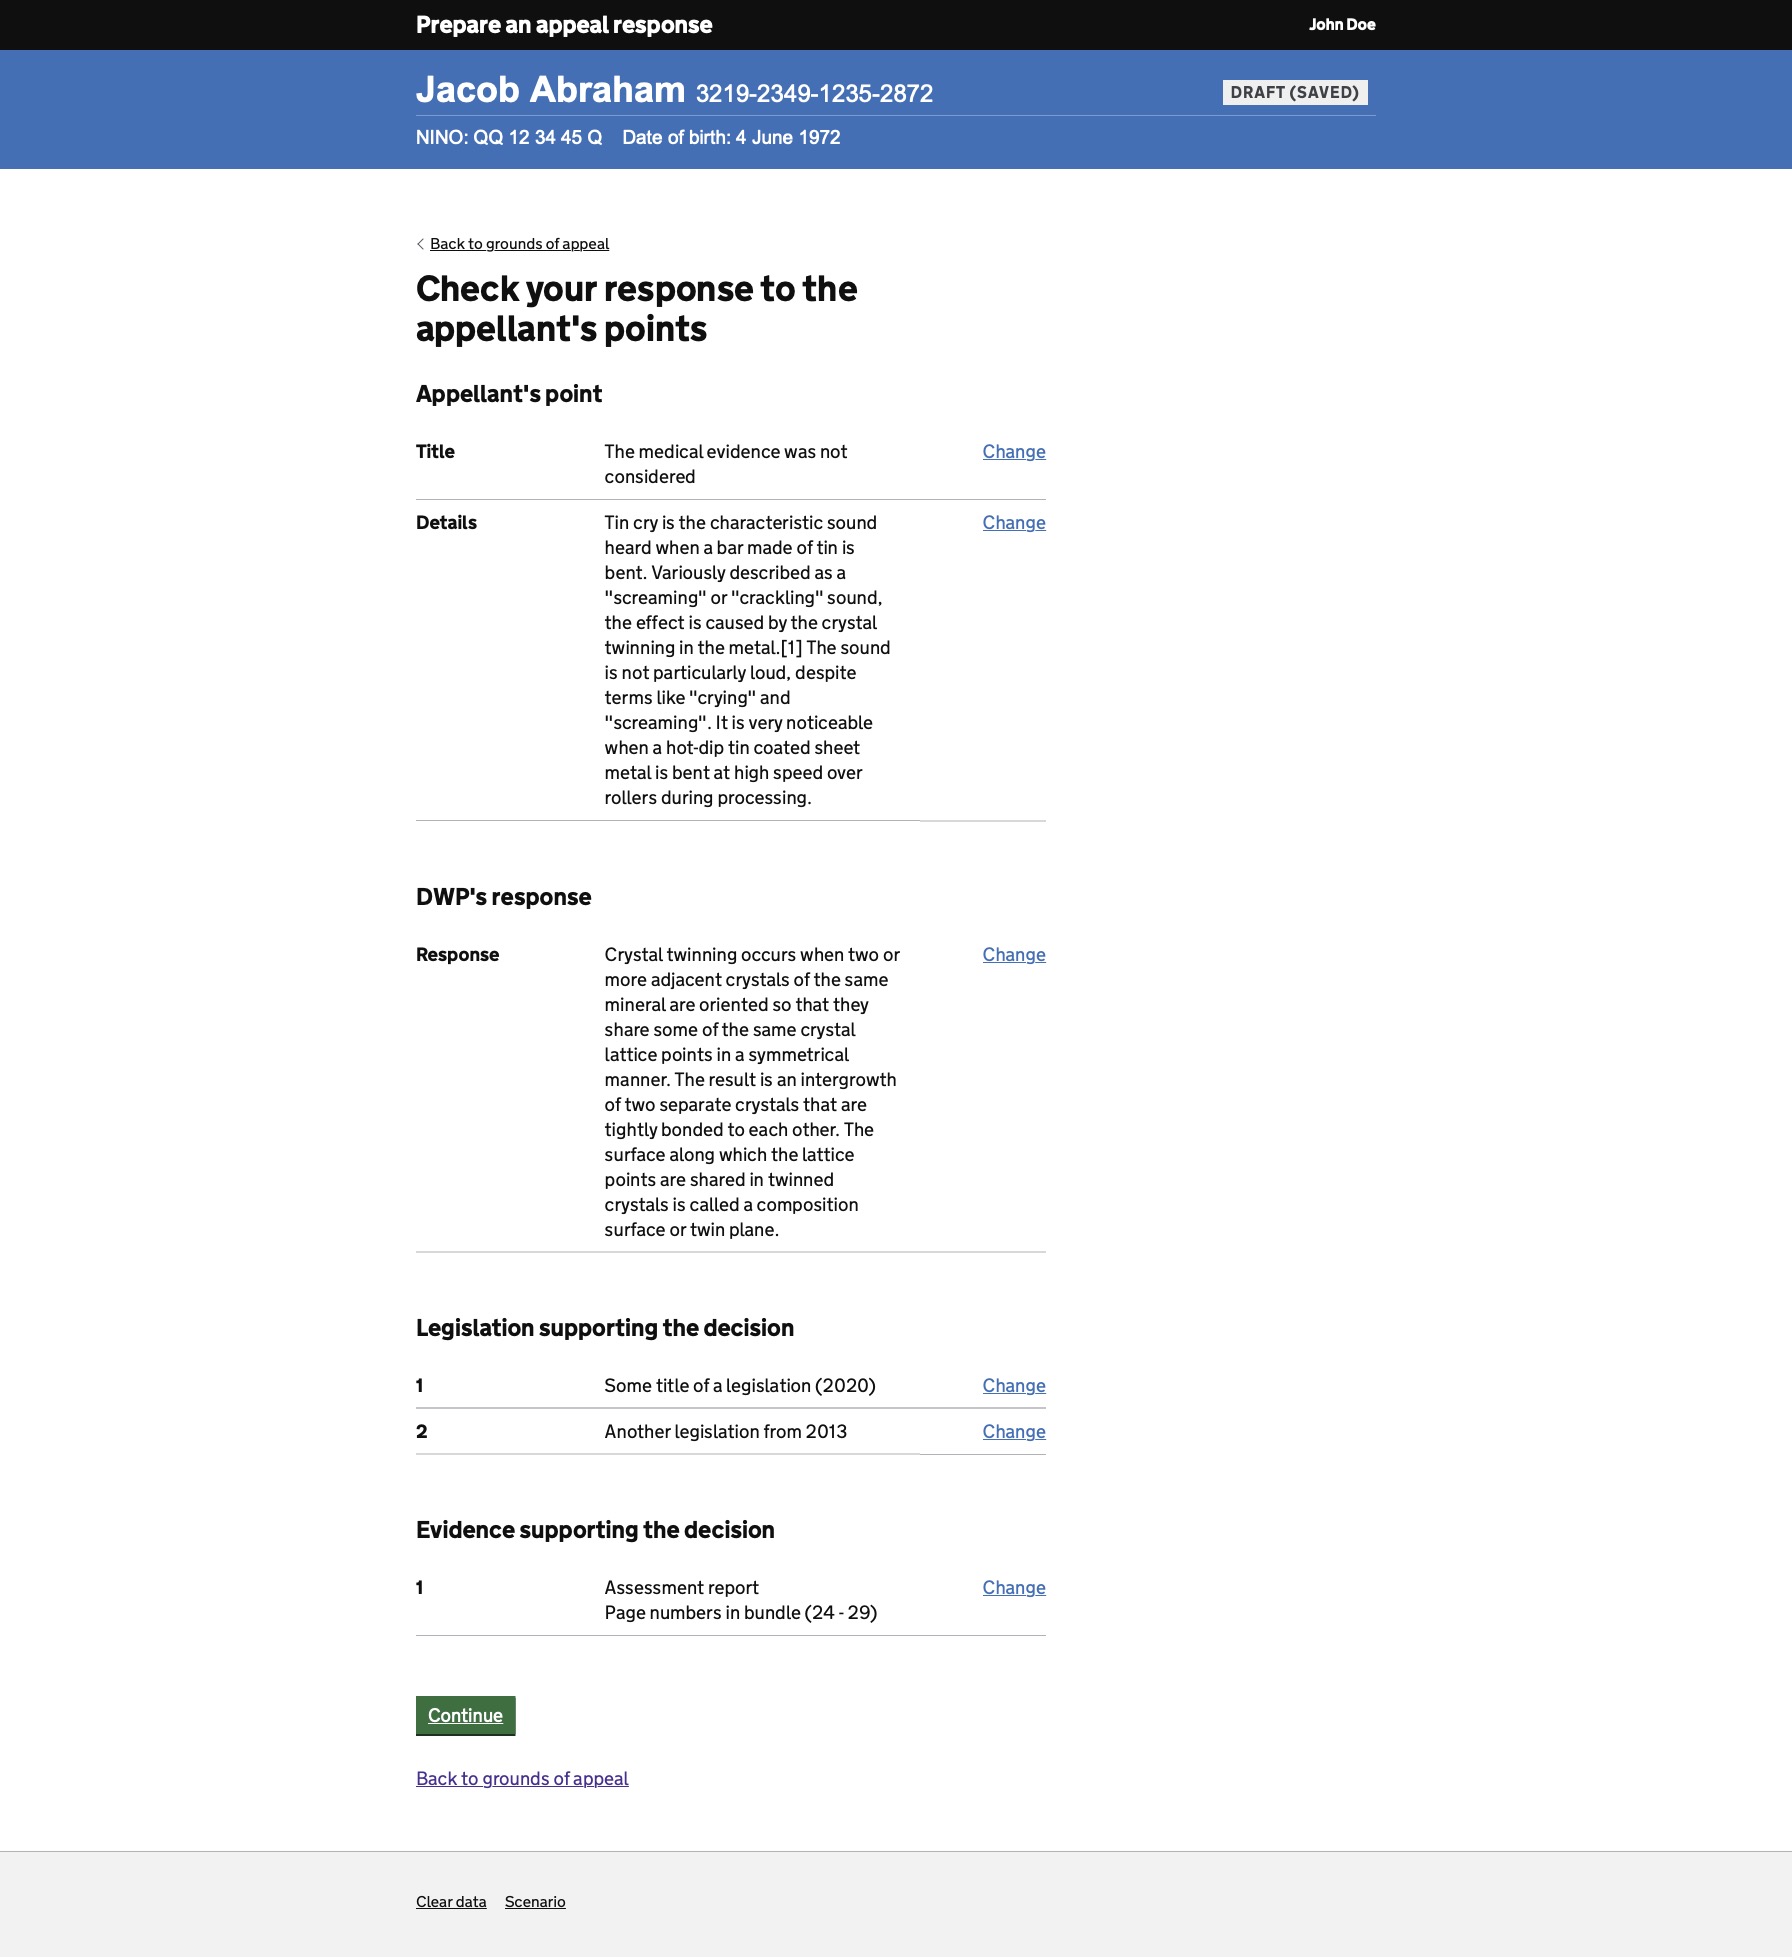 Prepare an appeal response
John Doe
Jacob Abraham 3219-2349-1235-2872
DRAFT (SAVED)
NINO: QQ 12 34 45 Q Date of birth: 4 June 1972
Back to grounds of appeal
Check your response to the
appellant's points
Appellant's point
Title
The medical evidence was not
considered
Change
Details
Tin cry is the characteristic sound
heard when a bar made of tin is
bent. Variously described as a
"screaming" or "crackling" sound,
the effect is caused by the crystal
twinning in the metal.[1] The sound
is not particularly loud, despite
terms like "crying" and
"screaming". It is very noticeable
when a hot-dip tin coated sheet
metal is bent at high speed over
rollers during processing.
Change
DWP's response
Response
Crystal twinning occurs when two or
more adjacent crystals of the same
mineral are oriented so that they
share some of the same crystal
lattice points in a symmetrical
manner. The result is an intergrowth
of two separate crystals that are
tightly bonded to each other. The
surface along which the lattice
points are shared in twinned
crystals is called a composition
surface or twin plane.
Change
Legislation supporting the decision
1 Some title of a legislation (2020) Change
2 Another legislation from 2013 Change
Evidence supporting the decision
1
Assessment report
Page numbers in bundle (24 - 29)
Change
Continue
Back to grounds of appeal
Clear data Scenario